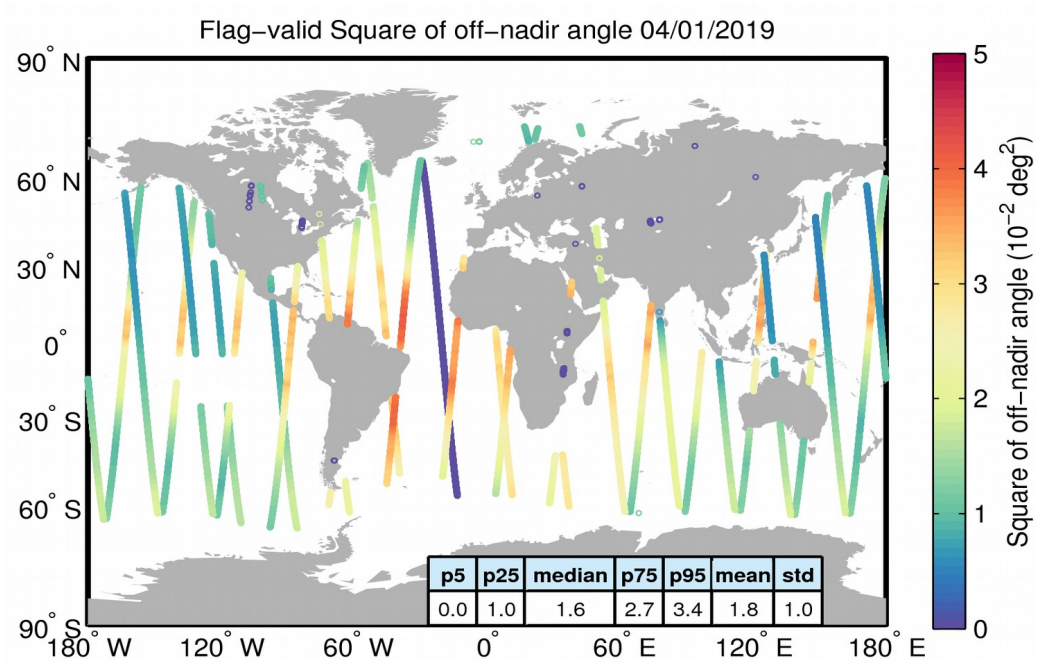 Flag−valid Square of off−nadir angle 04/01/2019
90° N
60° N
30° N
0°
30° S
60° S
90° S
180° W
120° W
60° W
0°
60° E
120° E
180° E
p5 p25 median p75 p95 mean std
0.0 1.0 1.6 2.7 3.4 1.8 1.0
5
4
3
2
1
0
Square of off−nadir angle (10⁻² deg²)